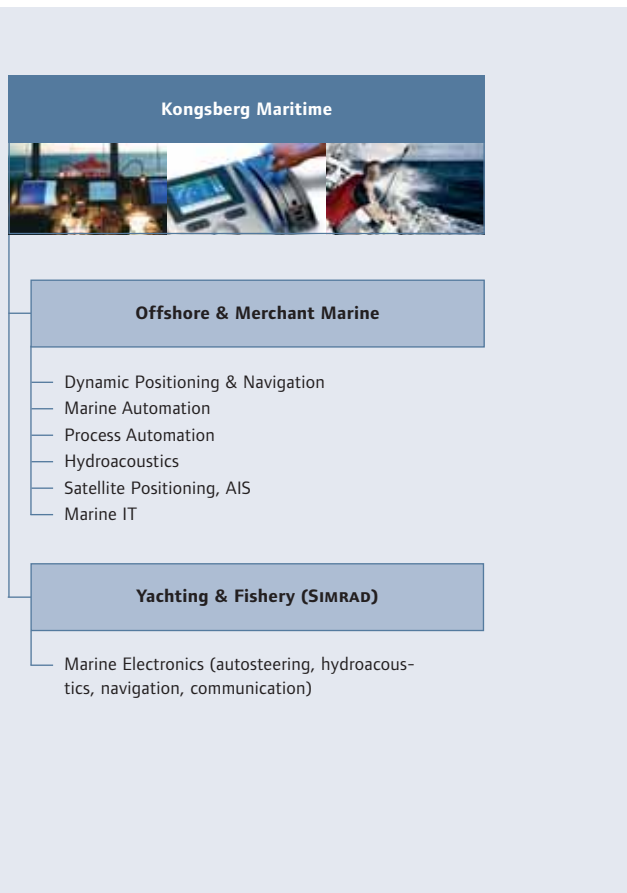 Kongsberg Maritime
Offshore & Merchant Marine
Dynamic Positioning & Navigation
Marine Automation
Process Automation
Hydroacoustics
Satellite Positioning, AIS
Marine IT
Yachting & Fishery (SIMRAD)
Marine Electronics (autosteering, hydroacous-
tics, navigation, communication)